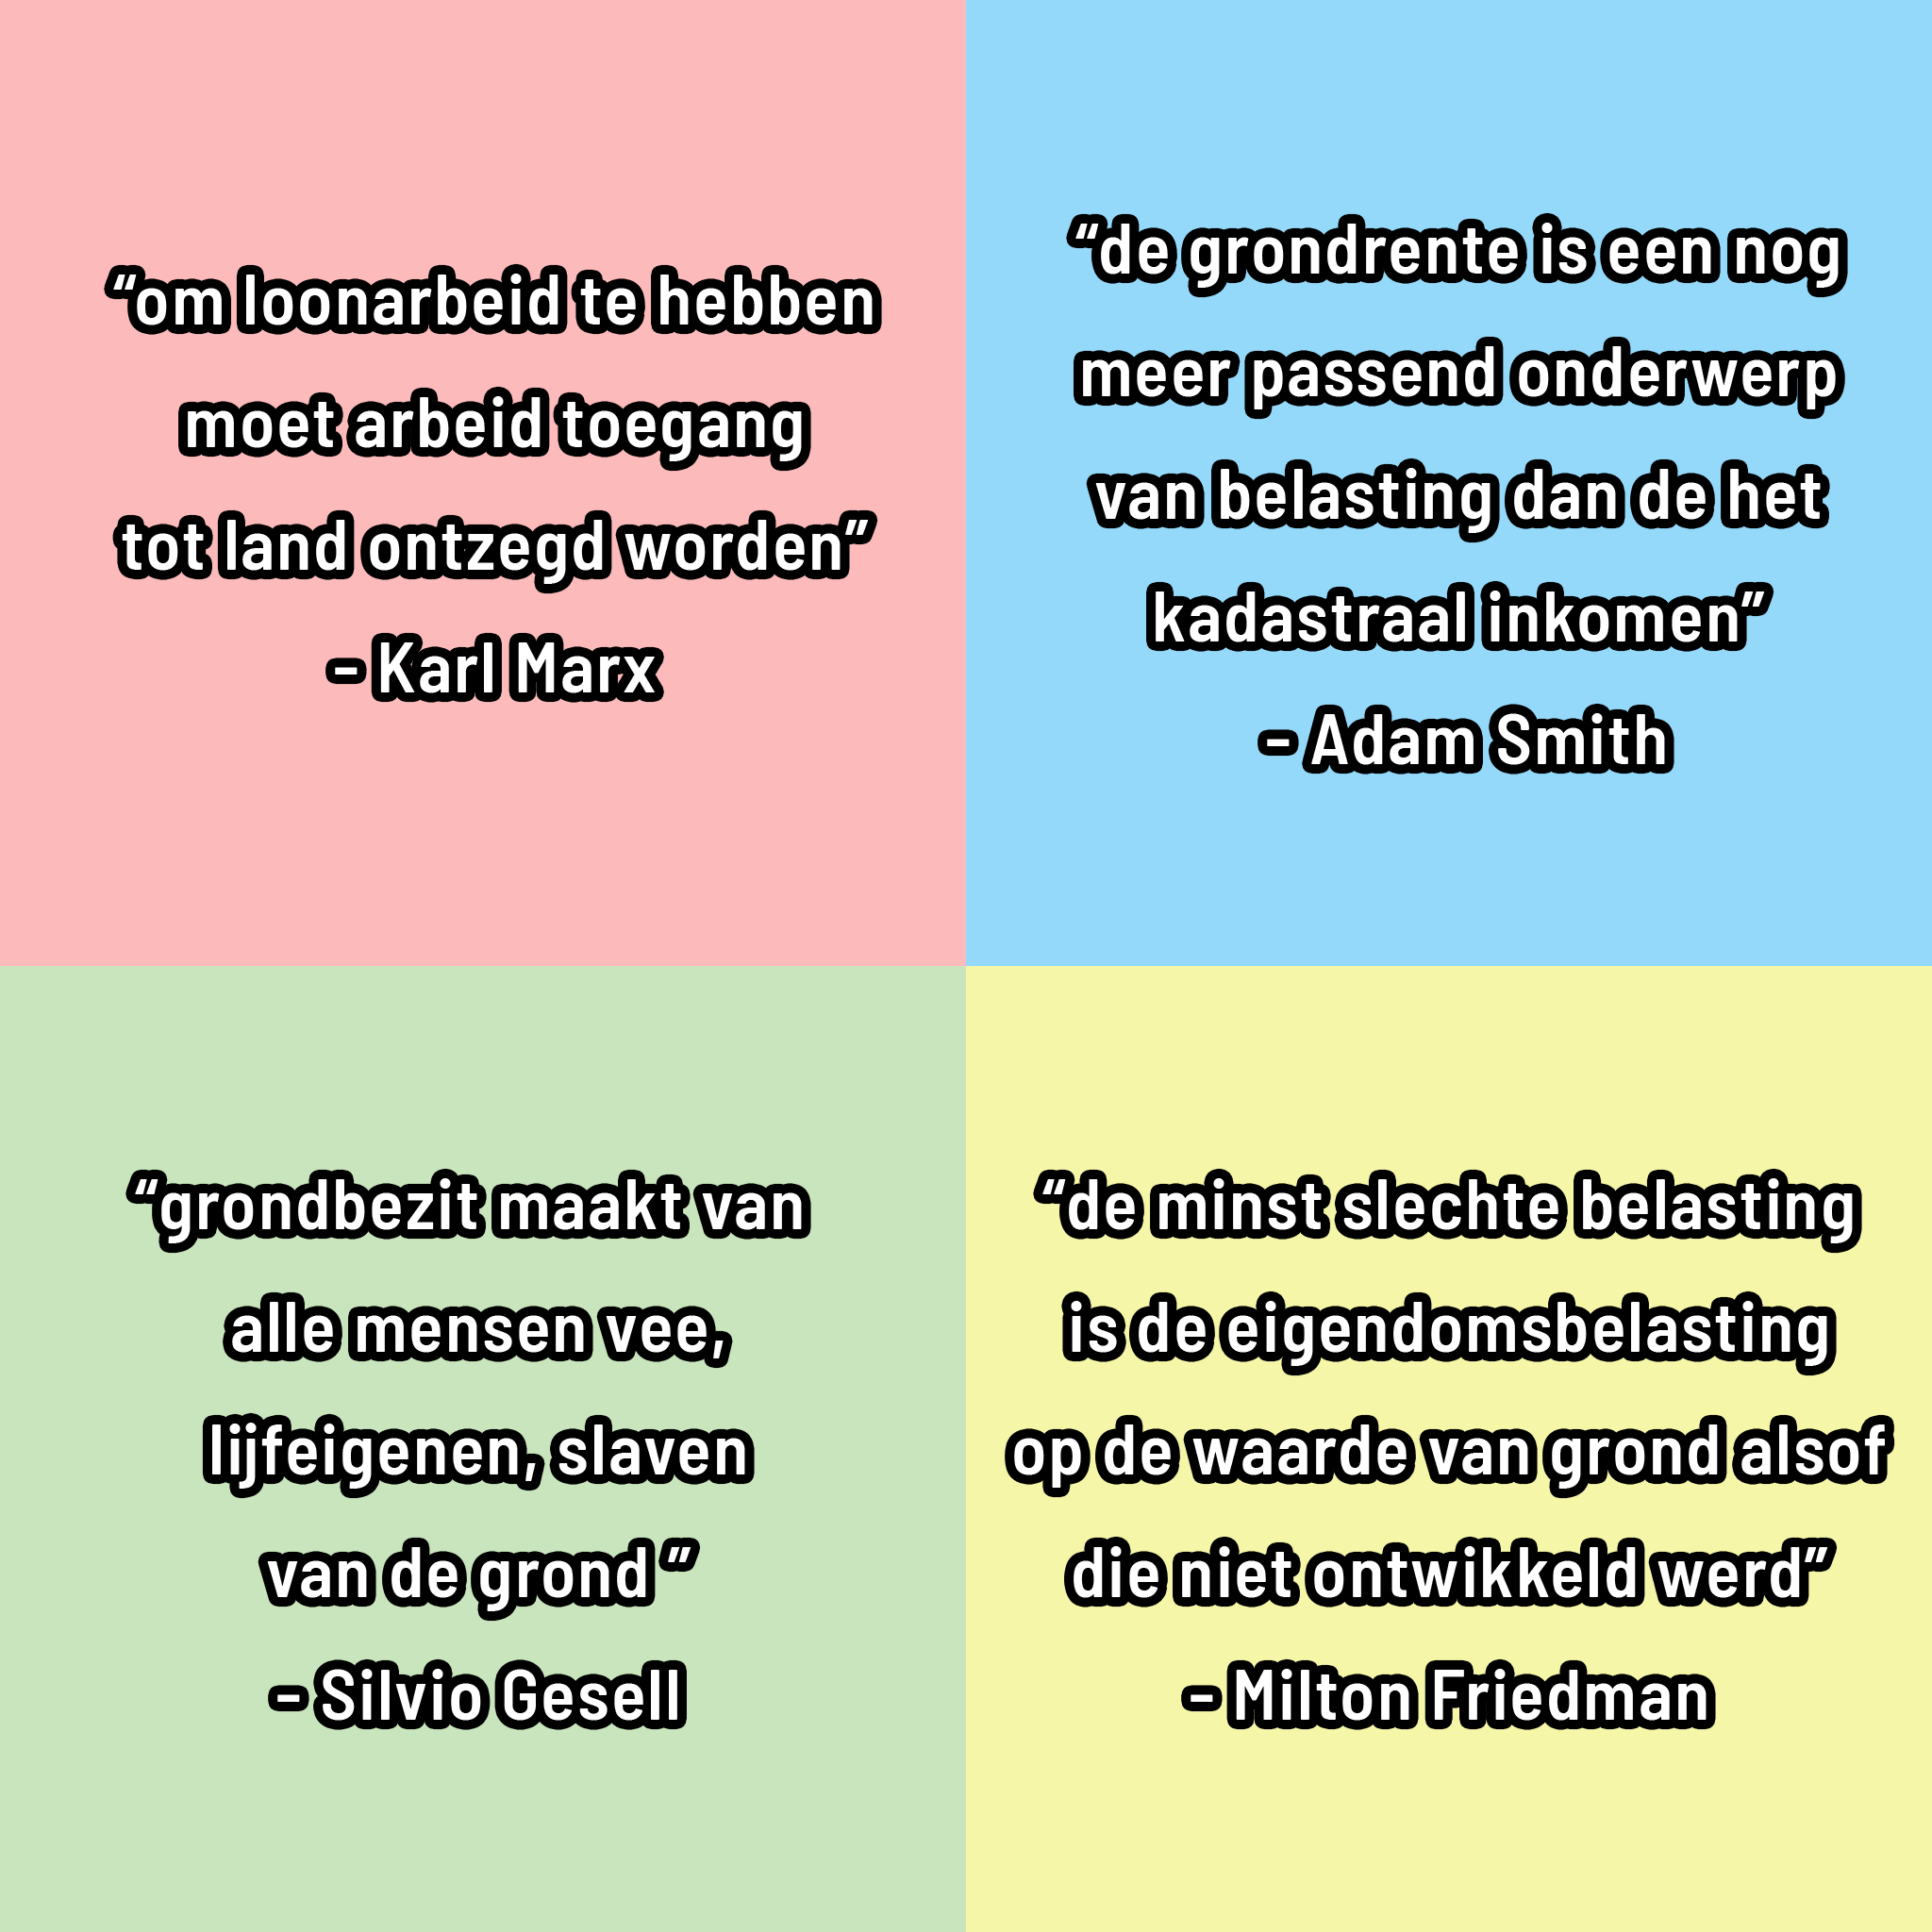 “om loonarbeid te hebben
moet arbeid toegang
tot land ontzegd worden”
- Karl Marx
“de grondrente is een nog
meer passend onderwerp
van belasting dan de het
kadastraal inkomen”
- Adam Smith
“grondbezit maakt van
alle mensen vee,
lijfeigenen, slaven
van de grond ”
- Silvio Gesell
“de minst slechte belasting
is de eigendomsbelasting
op de waarde van grond alsof
die niet ontwikkeld werd”
- Milton Friedman